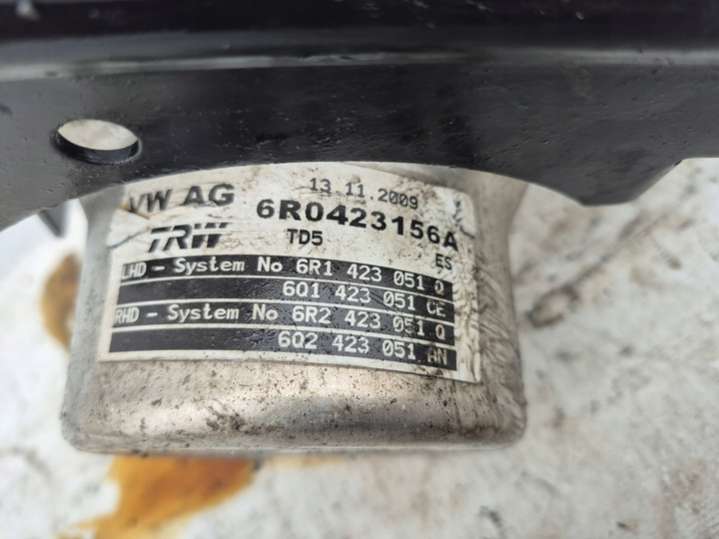 VW AG 13.11.2009
6R0423156A
TRW TD5 ES
LHD - System No 6R1 423 051 Q
6Q1 423 051 CE
RHD - System No 6R2 423 051 Q
6Q2 423 051 AN